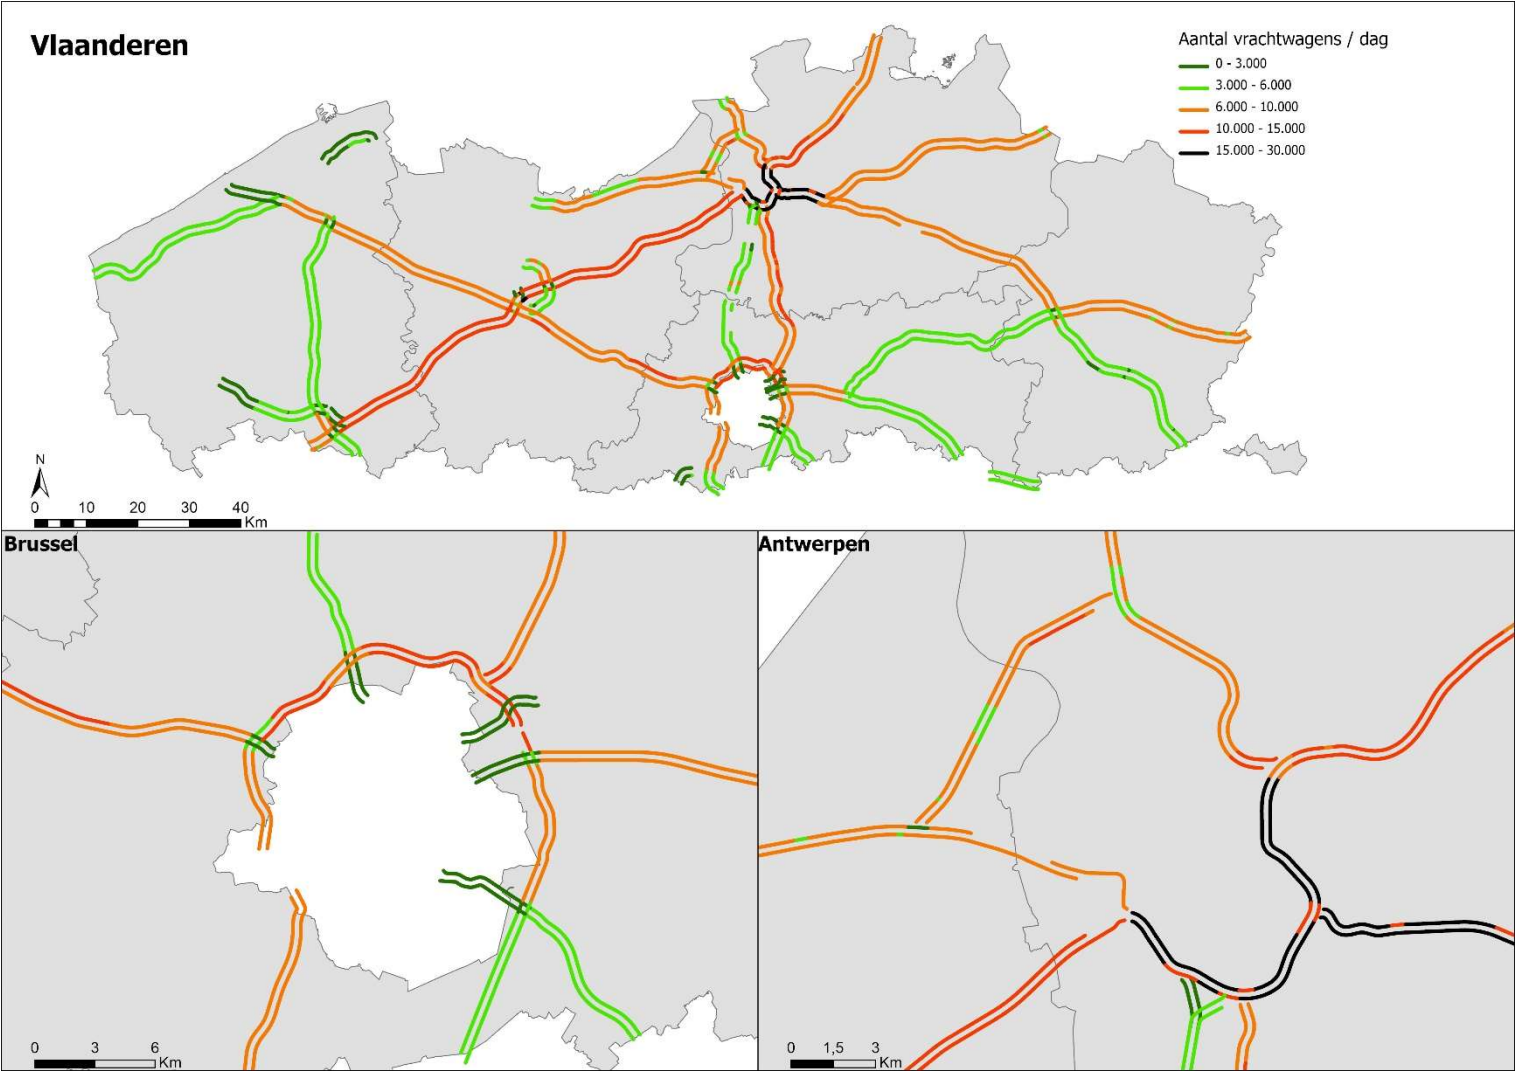 Vlaanderen
Aantal vrachtwagens / dag
0 - 3.000
3.000 - 6.000
6.000 - 10.000
10.000 - 15.000
15.000 - 30.000
N
0 10 20 30 40
Km
Brussel
0 3 6
Km
Antwerpen
0 1,5 3
Km